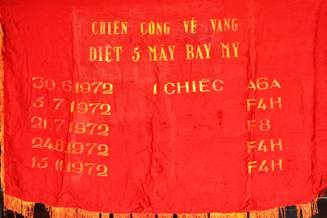 CHIẾN CÔNG VẺ VANG
DIỆT 5 MÁY BAY MỸ
30.6.1972 1 CHIẾC A6A
3.7.1972 F4H
21.7.1972 F8
24.8.1972 F4H
15.11.1972 F4H